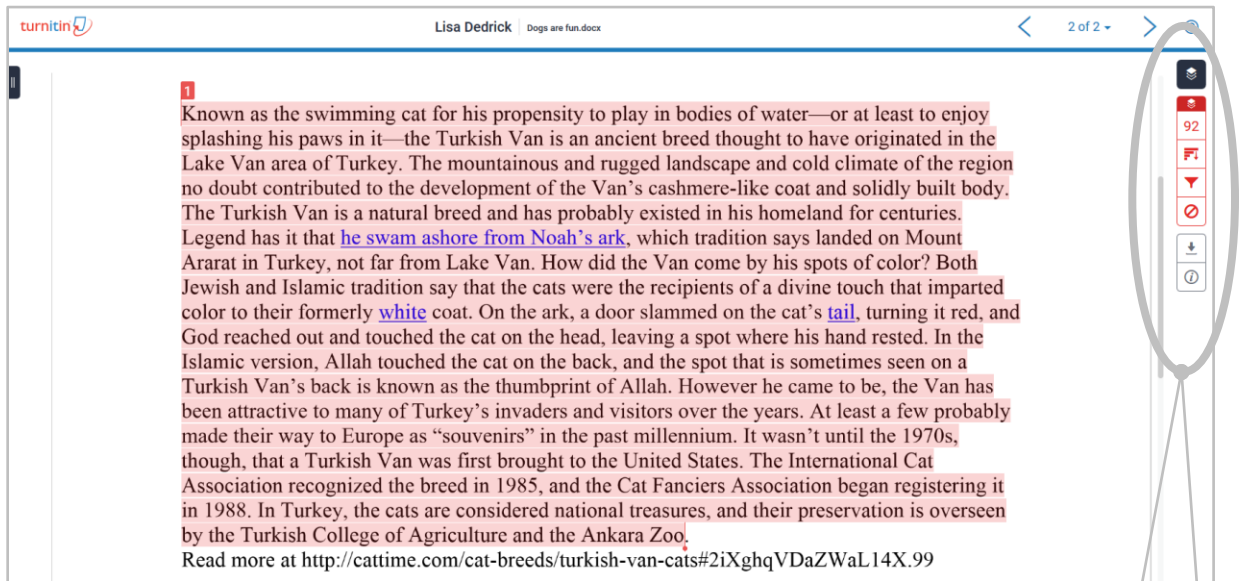 turnitin
Lisa Dedrick Dogs are fun.docx 2 of 2
1
92
Known as the swimming cat for his propensity to play in bodies of water—or at least to enjoy
splashing his paws in it—the Turkish Van is an ancient breed thought to have originated in the
Lake Van area of Turkey. The mountainous and rugged landscape and cold climate of the region
no doubt contributed to the development of the Van’s cashmere-like coat and solidly built body.
The Turkish Van is a natural breed and has probably existed in his homeland for centuries.
Legend has it that he swam ashore from Noah’s ark, which tradition says landed on Mount
Ararat in Turkey, not far from Lake Van. How did the Van come by his spots of color? Both
Jewish and Islamic tradition say that the cats were the recipients of a divine touch that imparted
color to their formerly white coat. On the ark, a door slammed on the cat’s tail, turning it red, and
God reached out and touched the cat on the head, leaving a spot where his hand rested. In the
Islamic version, Allah touched the cat on the back, and the spot that is sometimes seen on a
Turkish Van’s back is known as the thumbprint of Allah. However he came to be, the Van has
been attractive to many of Turkey’s invaders and visitors over the years. At least a few probably
made their way to Europe as “souvenirs” in the past millennium. It wasn’t until the 1970s,
though, that a Turkish Van was first brought to the United States. The International Cat
Association recognized the breed in 1985, and the Cat Fanciers Association began registering it
in 1988. In Turkey, the cats are considered national treasures, and their preservation is overseen
by the Turkish College of Agriculture and the Ankara Zoo.
Read more at http://cattime.com/cat-breeds/turkish-van-cats#2iXghqVDaZWaL14X.99